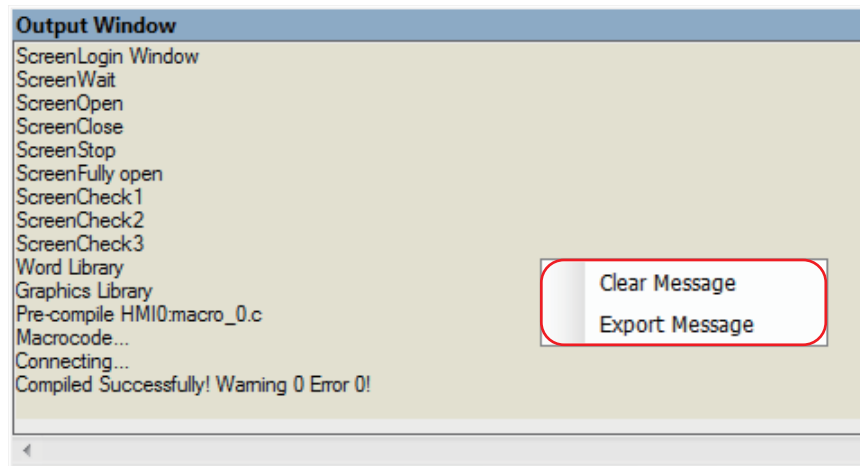 Output Window
ScreenLogin Window
ScreenWait
ScreenOpen
ScreenClose
ScreenStop
ScreenFully open
ScreenCheck1
ScreenCheck2
ScreenCheck3
Word Library
Graphics Library
Pre-compile HMI0:macro_0.c
Macrocode...
Connecting...
Compiled Successfully! Warning 0 Error 0!
Clear Message
Export Message